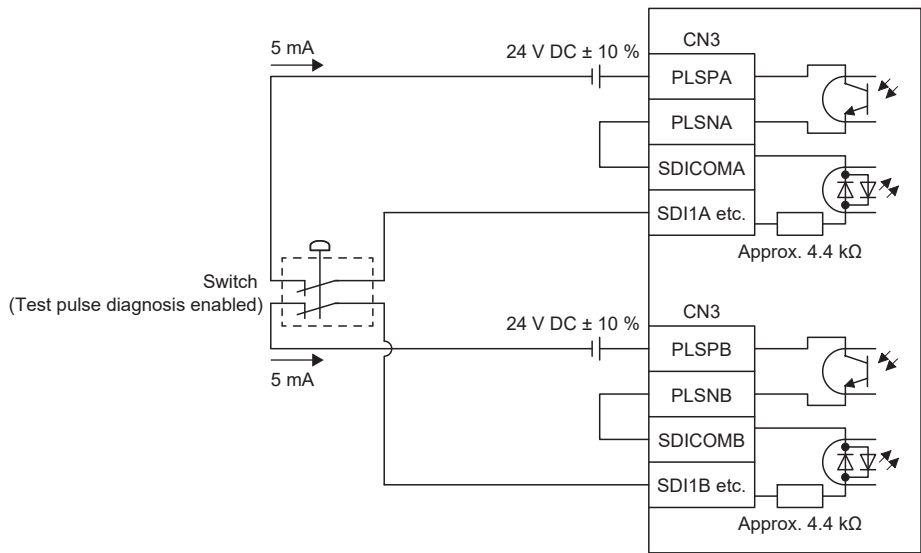 5 mA
24 V DC ± 10 %
CN3
PLSPA
PLSNA
SDICOMA
SDI1A etc.
Approx. 4.4 kΩ
Switch
(Test pulse diagnosis enabled)
24 V DC ± 10 %
CN3
PLSPB
5 mA
PLSNB
SDICOMB
SDI1B etc.
Approx. 4.4 kΩ